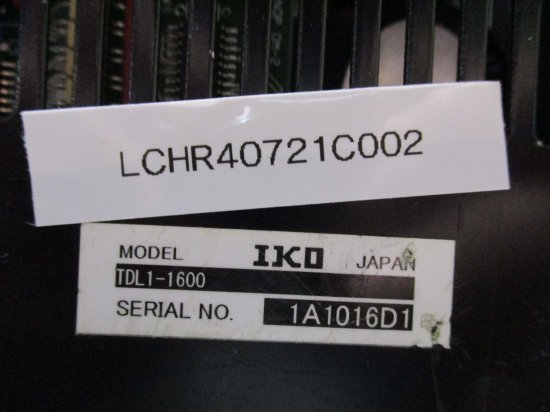 LCHR40721C002
MODEL IKO JAPAN
TDL1-1600
SERIAL NO. 1A1016D1